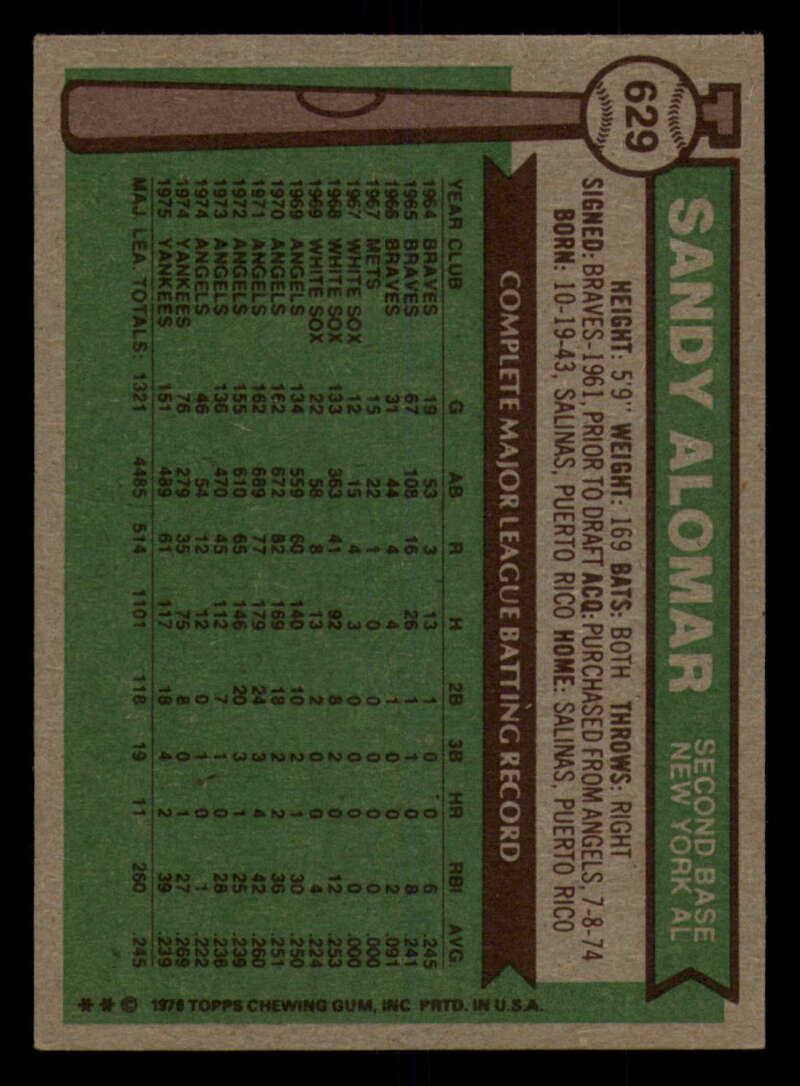 629
SANDY ALOMAR
SECOND BASE
NEW YORK AL
HEIGHT: 5'9" WEIGHT: 169 BATS: BOTH THROWS: RIGHT
SIGNED: BRAVES-1961, PRIOR TO DRAFT ACQ: PURCHASED FROM ANGELS, 7-8-74
BORN: 10-19-43, SALINAS, PUERTO RICO HOME: SALINAS, PUERTO RICO
COMPLETE MAJOR LEAGUE BATTING RECORD
YEAR CLUB G AB R H 2B 3B HR RBI AVG.
1964 BRAVES 19 53 3 13 1 0 0 6 .245
1965 BRAVES 67 108 16 26 1 1 0 8 .241
1966 BRAVES 31 44 4 4 1 0 0 2 .091
1967 METS 15 22 1 0 0 0 0 0 .000
1967 WHITE SOX 12 15 4 3 0 0 0 0 .000
1968 WHITE SOX 133 363 41 92 8 2 0 12 .253
1969 WHITE SOX 22 58 8 13 2 0 0 4 .224
1969 ANGELS 134 559 60 140 10 2 1 30 .250
1970 ANGELS 162 672 82 169 18 2 2 36 .251
1971 ANGELS 162 689 77 179 24 3 4 42 .260
1972 ANGELS 155 610 65 146 20 3 1 25 .239
1973 ANGELS 136 470 45 112 7 1 0 28 .238
1974 ANGELS 46 54 12 12 0 1 0 1 .222
1974 YANKEES 76 279 35 75 8 0 1 27 .269
1975 YANKEES 151 489 61 117 18 4 2 39 .239
MAJ. LEA. TOTALS 1321 4485 514 1101 118 19 11 260 .245
** © 1976 TOPPS CHEWING GUM, INC PRTD. IN U.S.A.